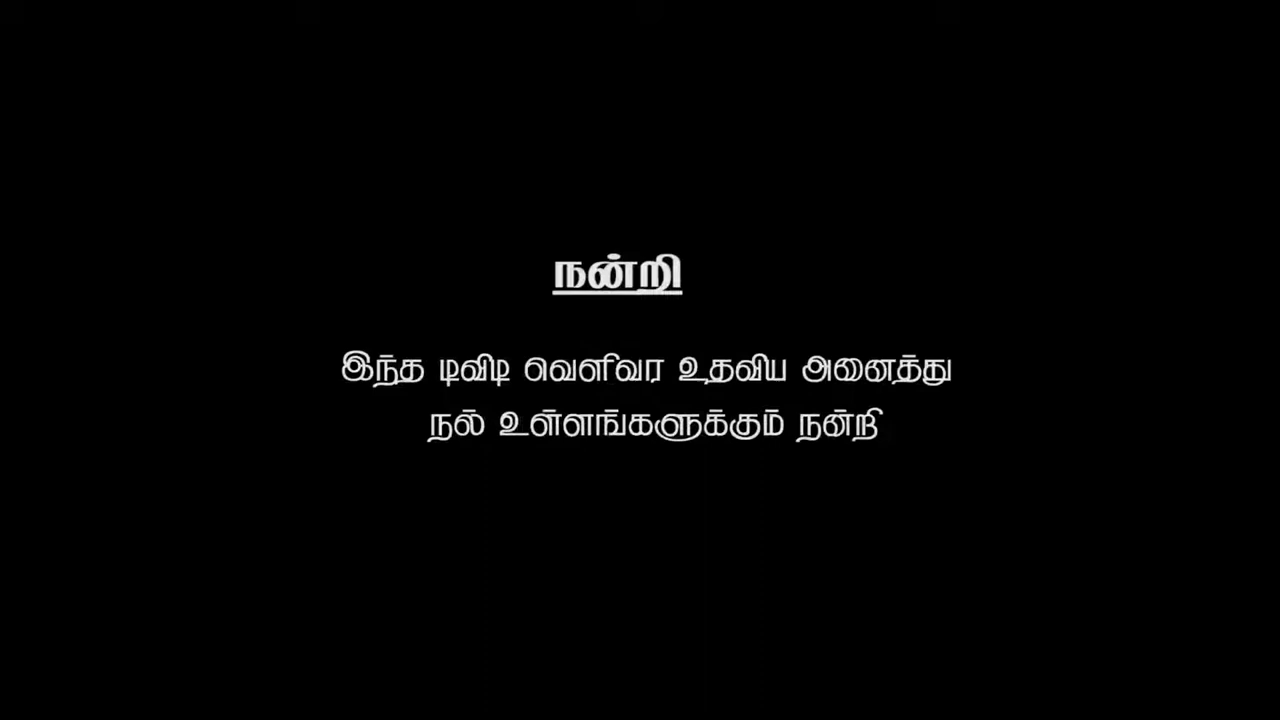 நன்றி
இந்த டிவிடி வெளிவர உதவிய அனைத்து
நல் உள்ளங்களுக்கும் நன்றி